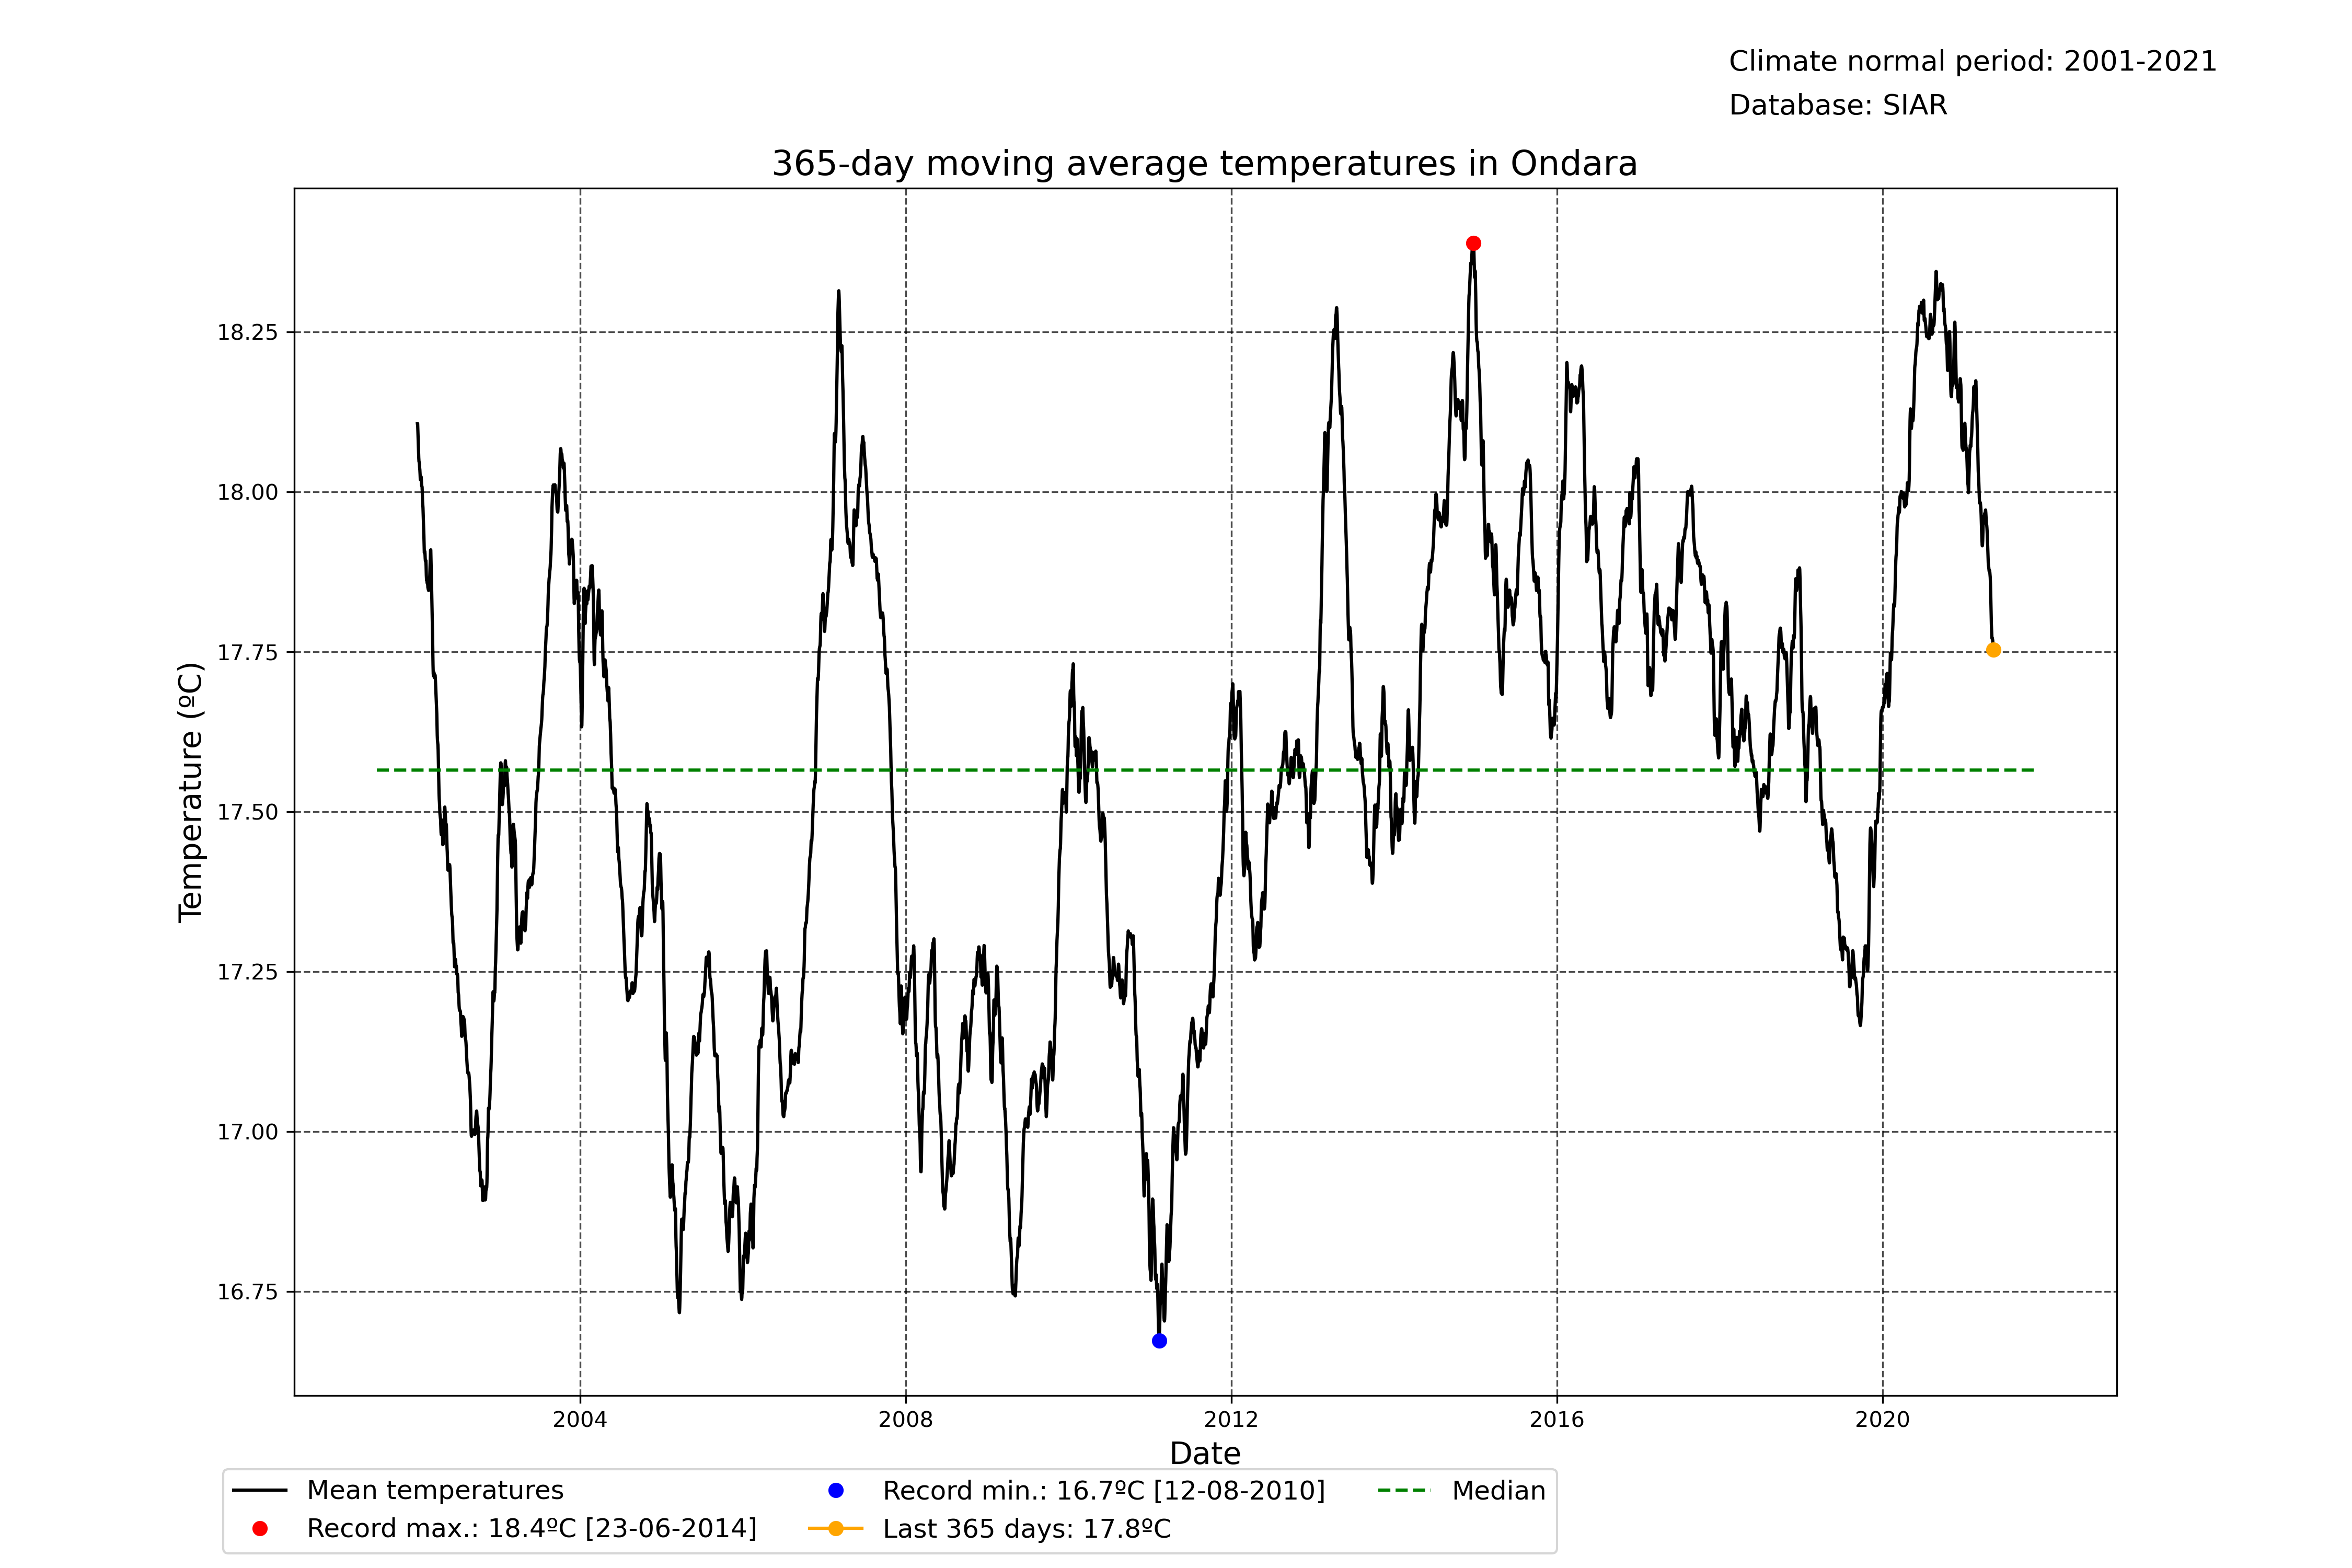 Climate normal period: 2001-2021
Database: SIAR
365-day moving average temperatures in Ondara
Temperature (ºC)
18.25
18.00
17.75
17.50
17.25
17.00
16.75
2004
2008
2012
2016
2020
Date
Mean temperatures
Record max.: 18.4ºC [23-06-2014]
Record min.: 16.7ºC [12-08-2010]
Last 365 days: 17.8ºC
Median